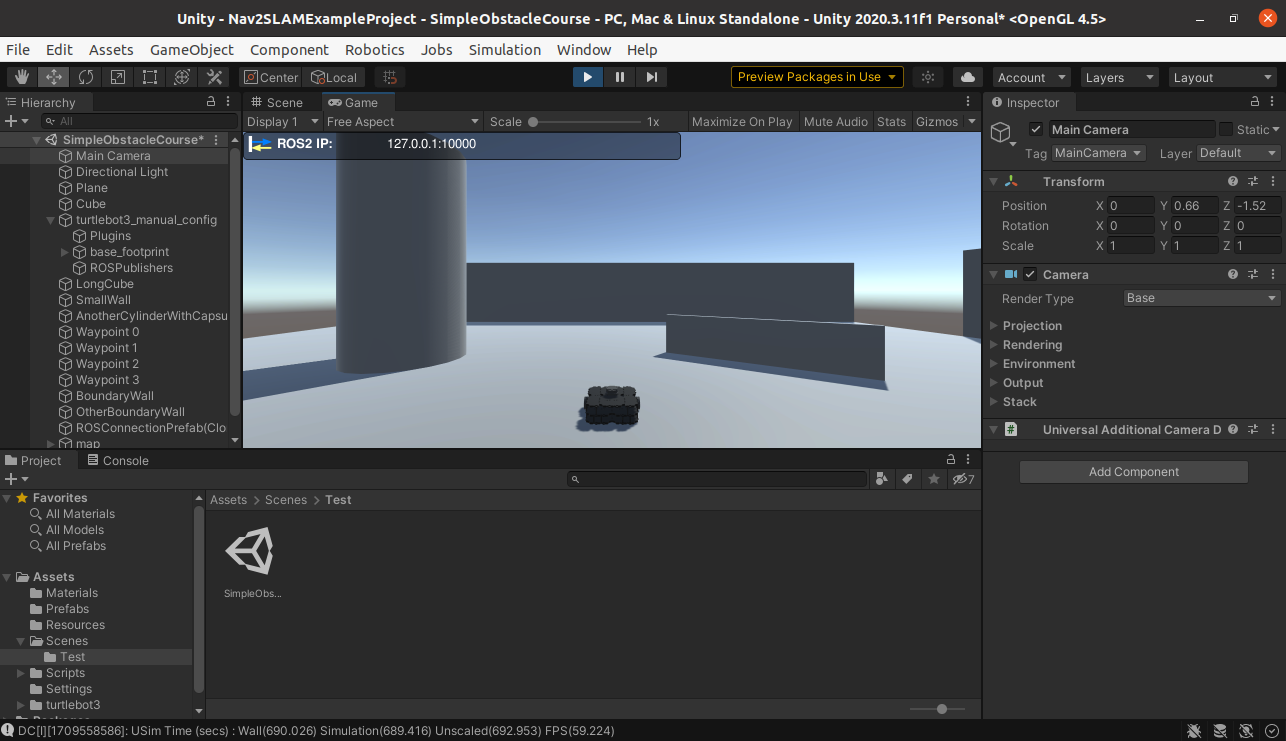 Unity - Nav2SLAMExampleProject - SimpleObstacleCourse - PC, Mac & Linux Standalone - Unity 2020.3.11f1 Personal* <OpenGL 4.5>
File Edit Assets GameObject Component Robotics Jobs Simulation Window Help
Center Local Preview Packages in Use Account Layers Layout
Hierarchy
All
SimpleObstacleCourse*
Main Camera
Directional Light
Plane
Cube
turtlebot3_manual_config
Plugins
base_footprint
ROSPublishers
LongCube
SmallWall
AnotherCylinderWithCapsu
Waypoint 0
Waypoint 1
Waypoint 2
Waypoint 3
BoundaryWall
OtherBoundaryWall
ROSConnectionPrefab(Clo
map
Scene Game
Display 1 Free Aspect Scale 1x Maximize On Play Mute Audio Stats Gizmos
ROS2 IP: 127.0.0.1:10000
Inspector
Main Camera Static
Tag MainCamera Layer Default
Transform
Position X 0 Y 0.66 Z -1.52
Rotation X 0 Y 0 Z 0
Scale X 1 Y 1 Z 1
Camera
Render Type Base
Projection
Rendering
Environment
Output
Stack
Universal Additional Camera D
Add Component
Project Console
7
Favorites
All Materials
All Models
All Prefabs
Assets
Materials
Prefabs
Resources
Scenes
Test
Scripts
Settings
turtlebot3
Packages
Assets > Scenes > Test
SimpleObs...
DC[I][1709558586]: USim Time (secs) : Wall(690.026) Simulation(689.416) Unscaled(692.953) FPS(59.224)